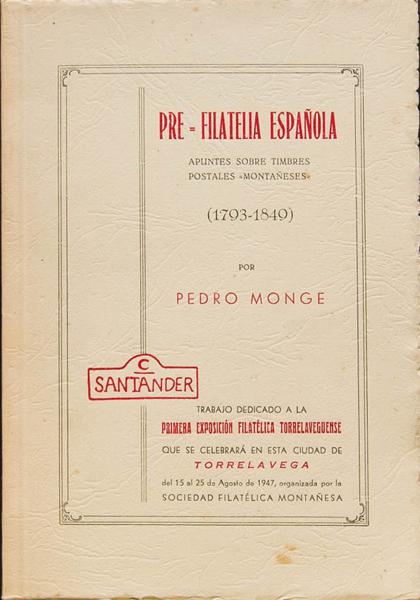 PRE = FILATELIA ESPAÑOLA
APUNTES SOBRE TIMBRES
POSTALES «MONTAÑESES»
(1793-1849)
POR
PEDRO MONGE
C
SANTANDER
TRABAJO DEDICADO A LA
PRIMERA EXPOSICIÓN FILATÉLICA TORRELAVEGUENSE
QUE SE CELEBRARÁ EN ESTA CIUDAD DE
TORRELAVEGA
del 15 al 25 de Agosto de 1947, organizada por la
SOCIEDAD FILATÉLICA MONTAÑESA